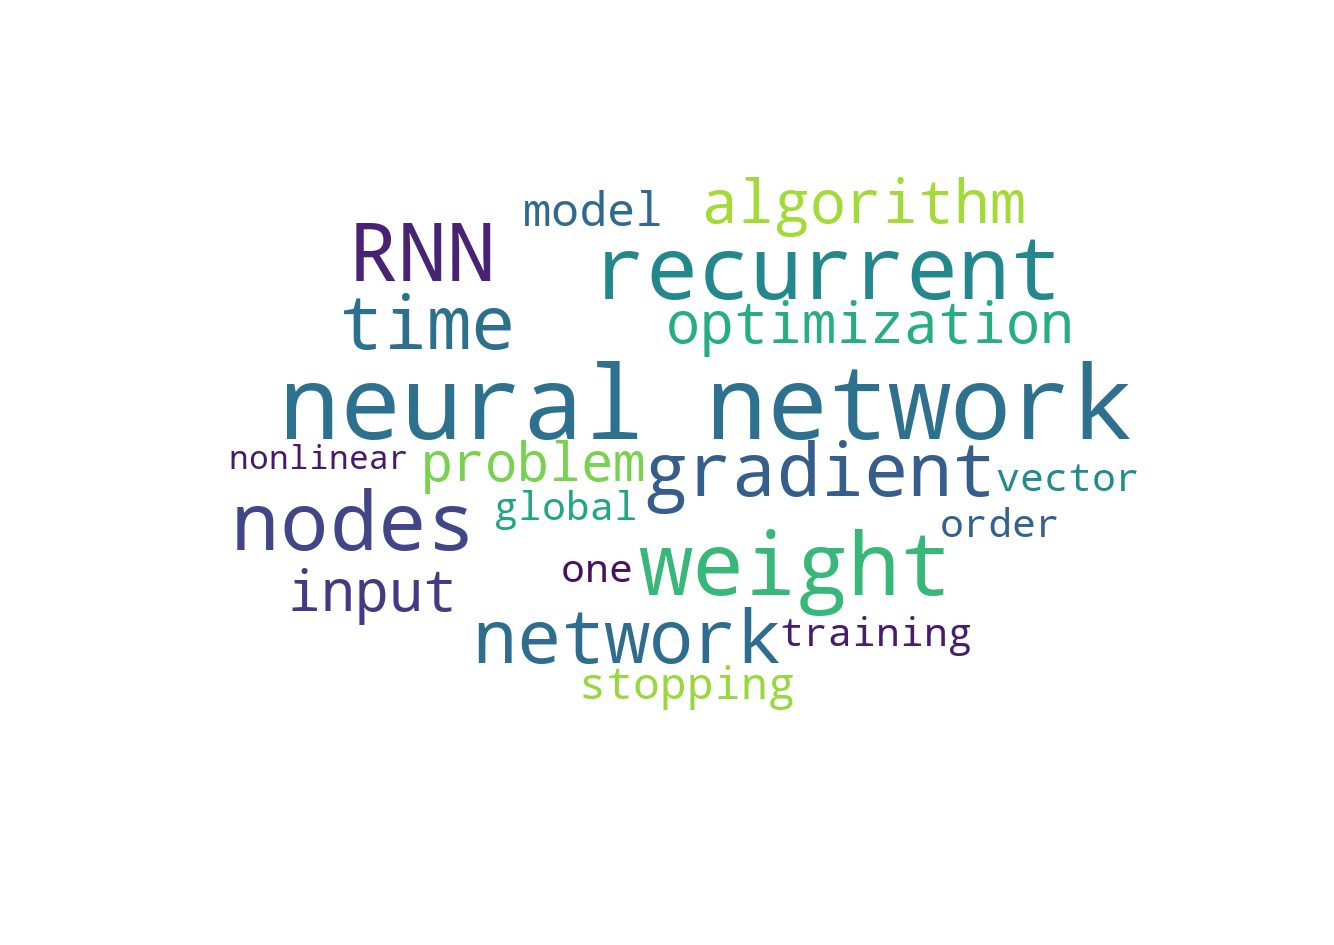 model algorithm
RNN recurrent
time optimization
neural network
nonlinear problem gradient vector
nodes global order
input one weight
network training
stopping